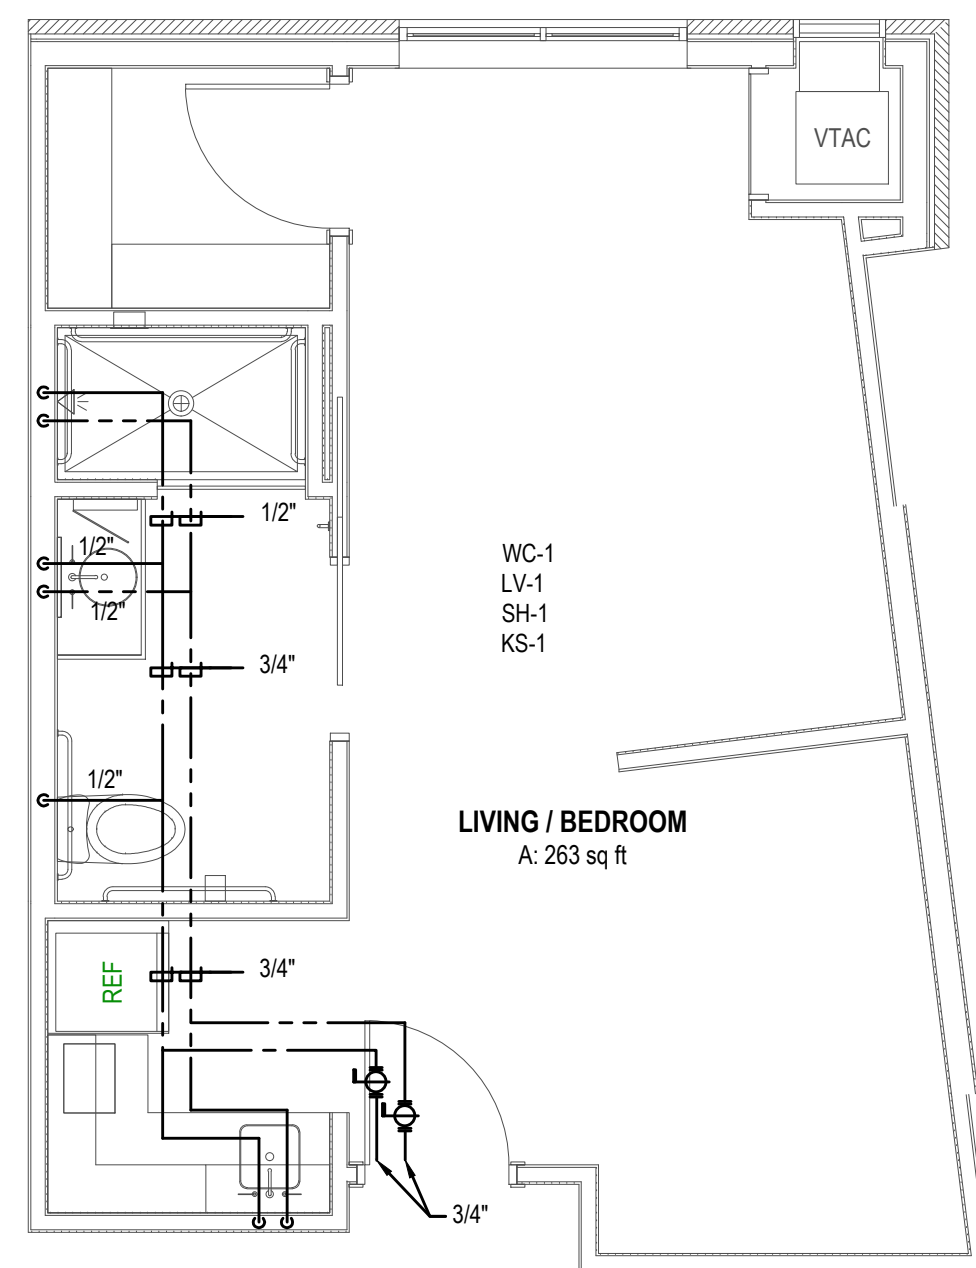 VTAC
1/2"
1/2"
1/2"
3/4"
WC-1
LV-1
SH-1
KS-1
1/2"
LIVING / BEDROOM
A: 263 sq ft
REF
3/4"
3/4"